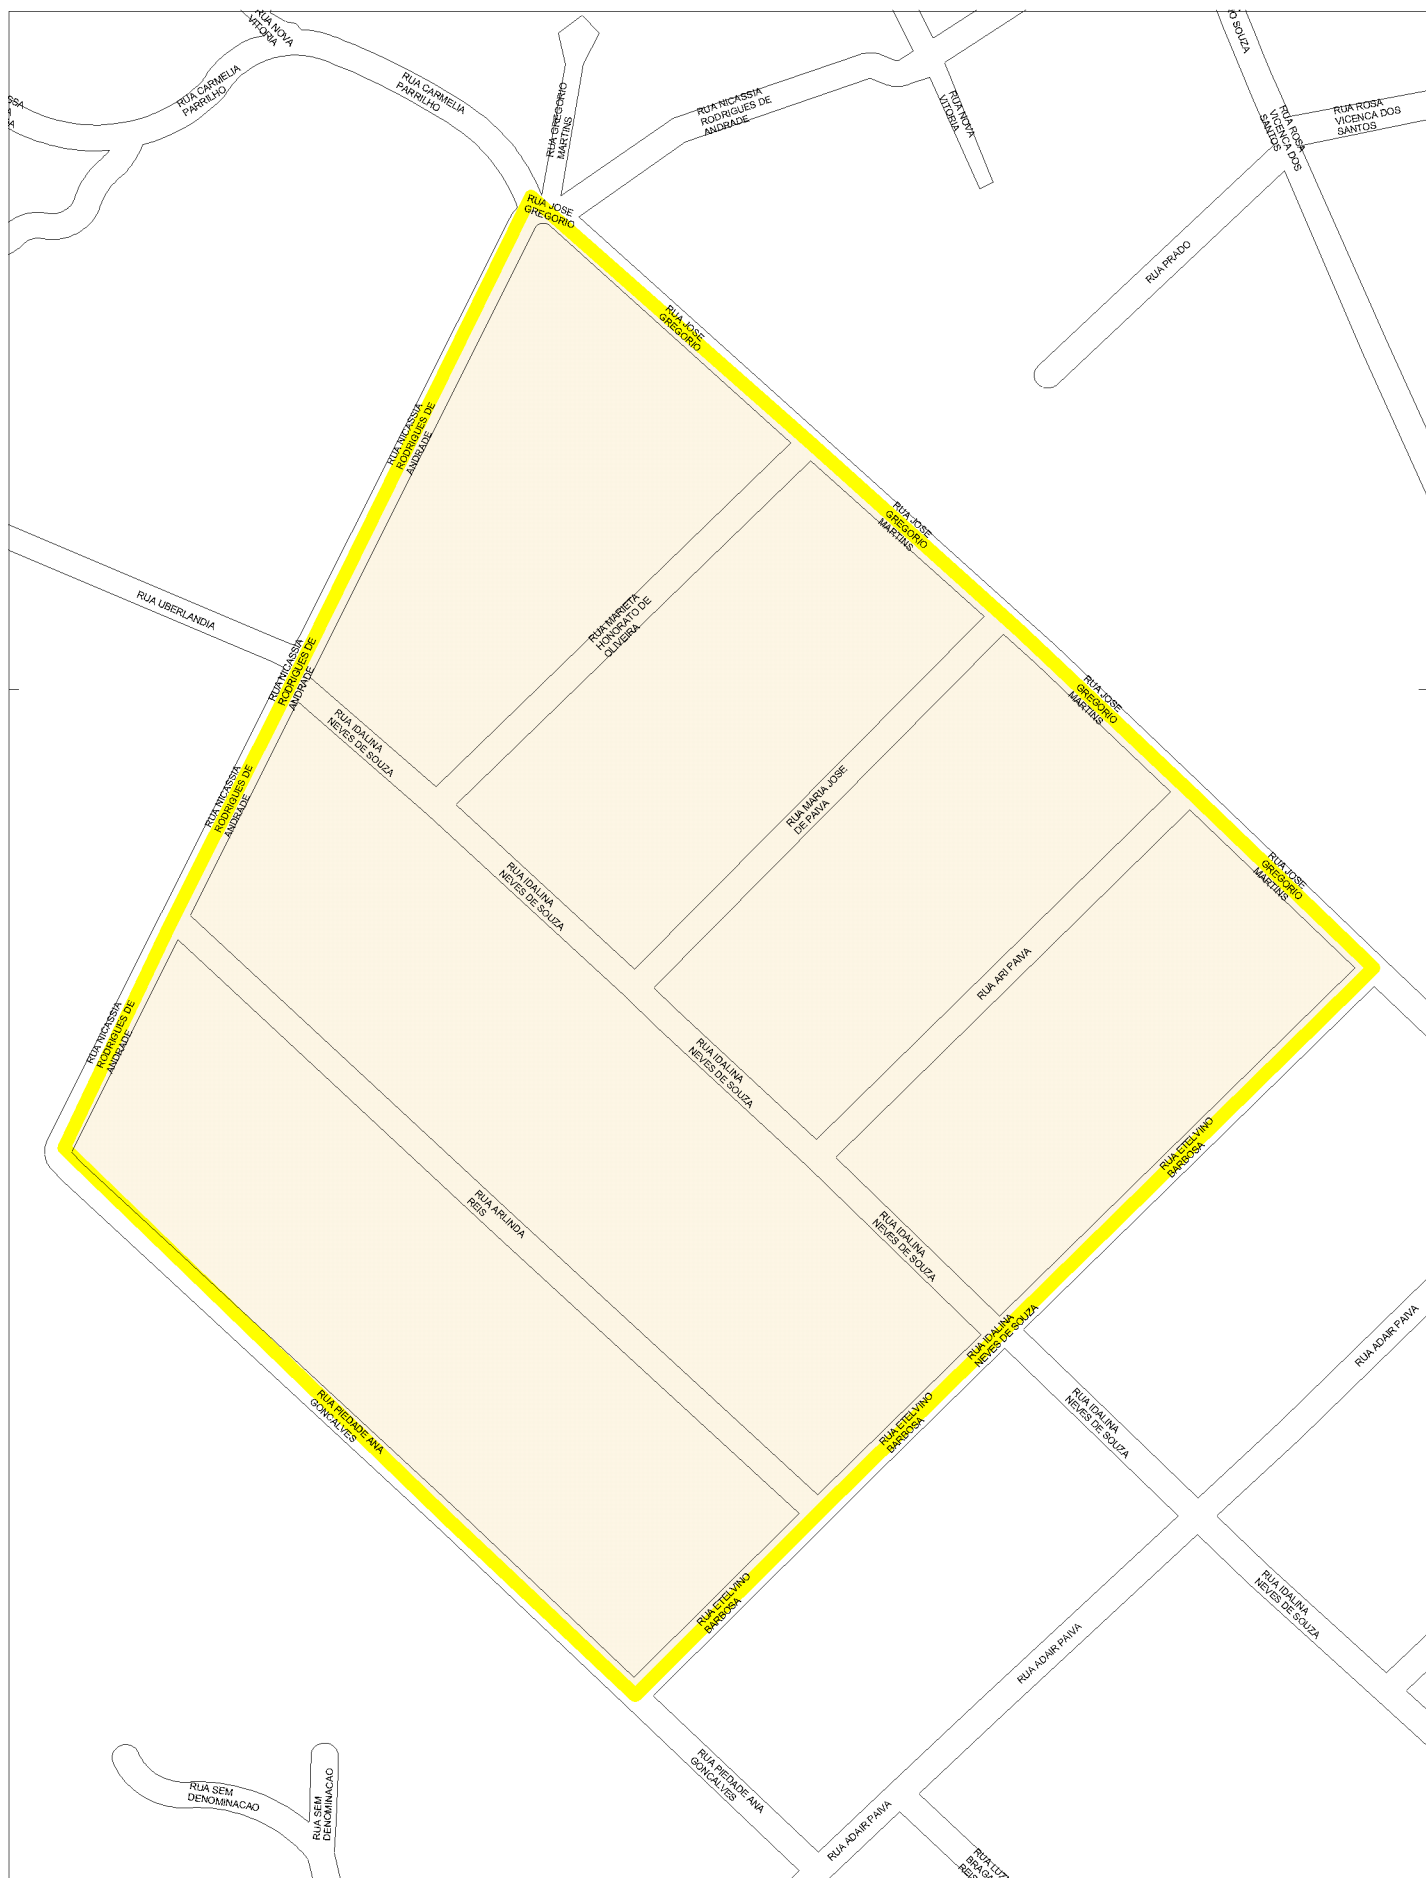 RUA NOVA
VITORIA
RUA CARMELIA
PARRILHO
RUA CARMELIA
PARRILHO
RUA GREGORIO
MARTINS
RUA NICASSIA
RODRIGUES DE
ANDRADE
RUA NOVA
VITORIA
O SOUZA
RUA ROSA
VICENCA DOS
SANTOS
RUA ROSA
VICENCA DOS
SANTOS
RUA PRADO
RUA JOSE
GREGORIO
RUA JOSE
GREGORIO
RUA NICASSIA
RODRIGUES DE
ANDRADE
RUA JOSE
GREGORIO
MARTINS
RUA UBERLANDIA
RUA MARIETA
HONORATO DE
OLIVEIRA
RUA NICASSIA
RODRIGUES DE
ANDRADE
RUA JOSE
GREGORIO
MARTINS
RUA IDALINA
NEVES DE SOUZA
RUA NICASSIA
RODRIGUES DE
ANDRADE
RUA MARIA JOSE
DE PAIVA
RUA IDALINA
NEVES DE SOUZA
RUA JOSE
GREGORIO
MARTINS
RUA ARI PAIVA
RUA NICASSIA
RODRIGUES DE
ANDRADE
RUA IDALINA
NEVES DE SOUZA
RUA ETELVINO
BARBOSA
RUA ARLINDA
REIS
RUA IDALINA
NEVES DE SOUZA
RUA IDALINA
NEVES DE SOUZA
RUA ADAIR PAIVA
RUA PIEDADE ANA
GONCALVES
RUA ETELVINO
BARBOSA
RUA IDALINA
NEVES DE SOUZA
RUA ETELVINO
BARBOSA
RUA IDALINA
NEVES DE SOUZA
RUA ADAIR PAIVA
RUA PIEDADE ANA
GONCALVES
RUA SEM
DENOMINACAO
RUA SEM
DENOMINACAO
RUA ADAIR PAIVA
RUA LUZ
BRAGA
REIS